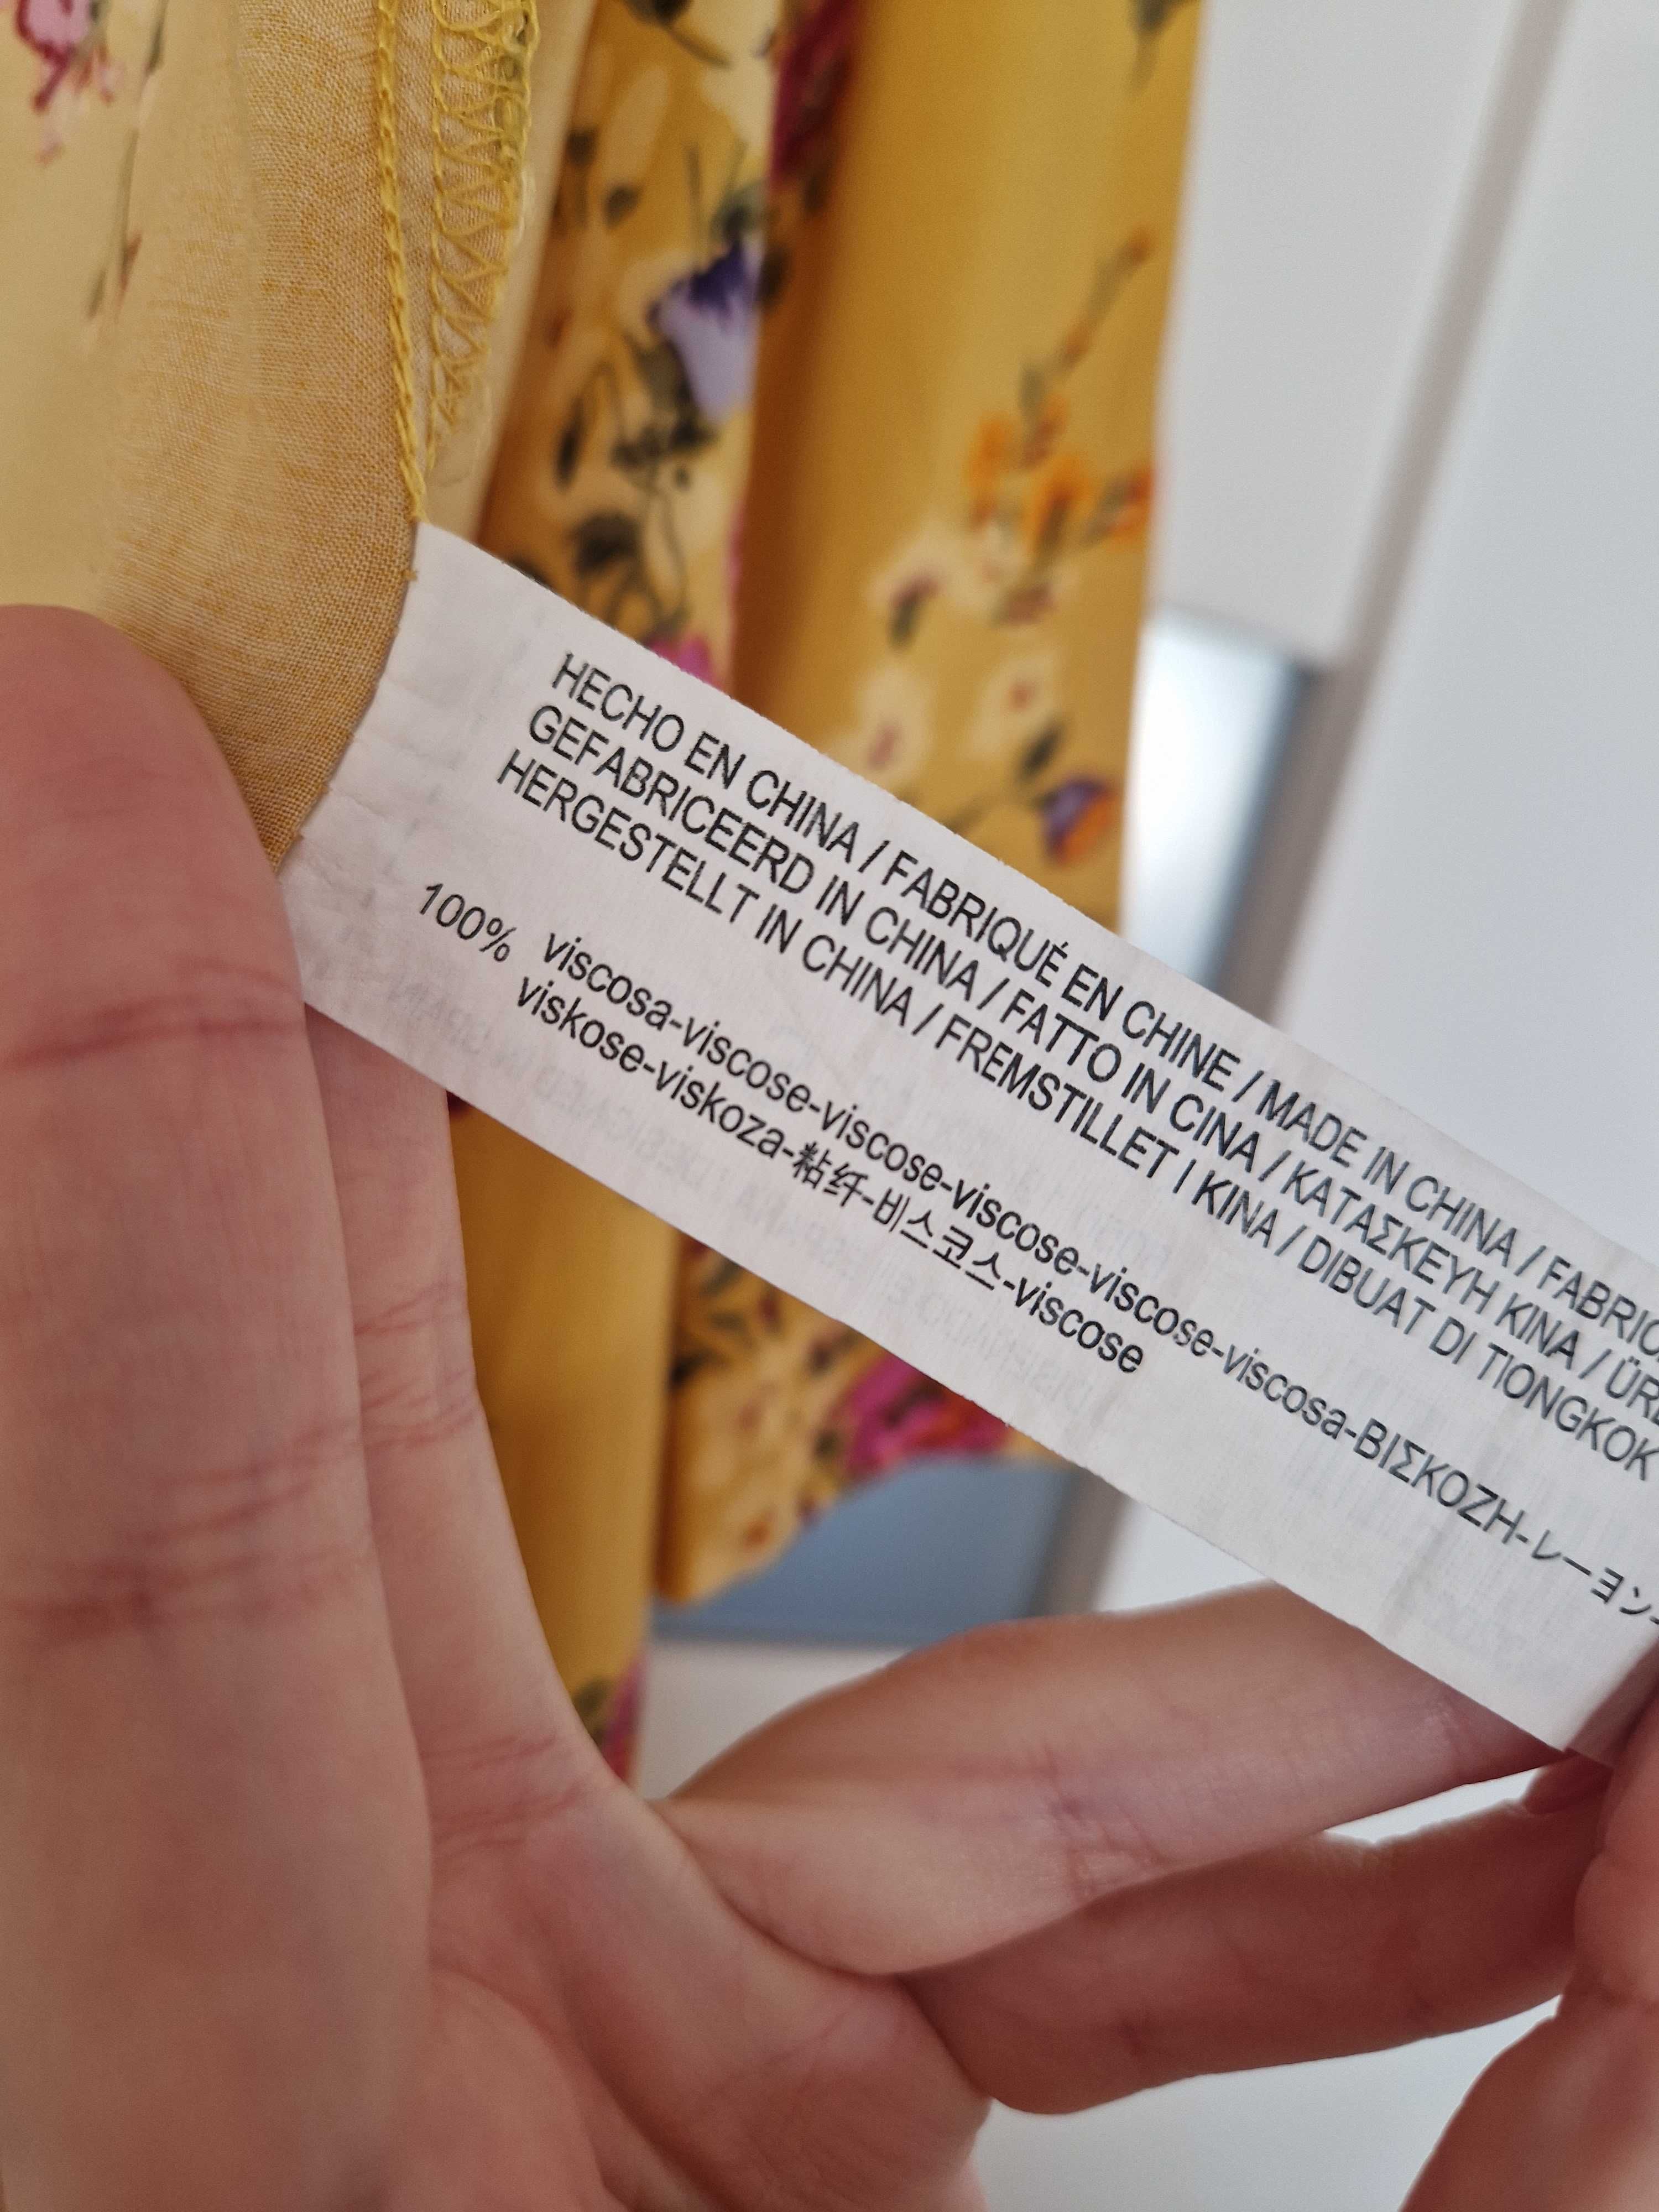 HECHO EN CHINA / FABRIQUÉ EN CHINE / MADE IN CHINA /
GEFABRICEERD IN CHINA / FATTO IN CINA / ΚΑΤΑΣΚΕΥΗ ΚΙΝΑ /
HERGESTELLT IN CHINA / FREMSTILLET I KINA / DIBUAT DI TIONGKOK
100% viscosa-viscose-viscose-viscose-viscose-viscosa-ΒΙΣΚΟΖΗ-レーヨン-
viskose-viskoza-粘纤-비스코스-viscose